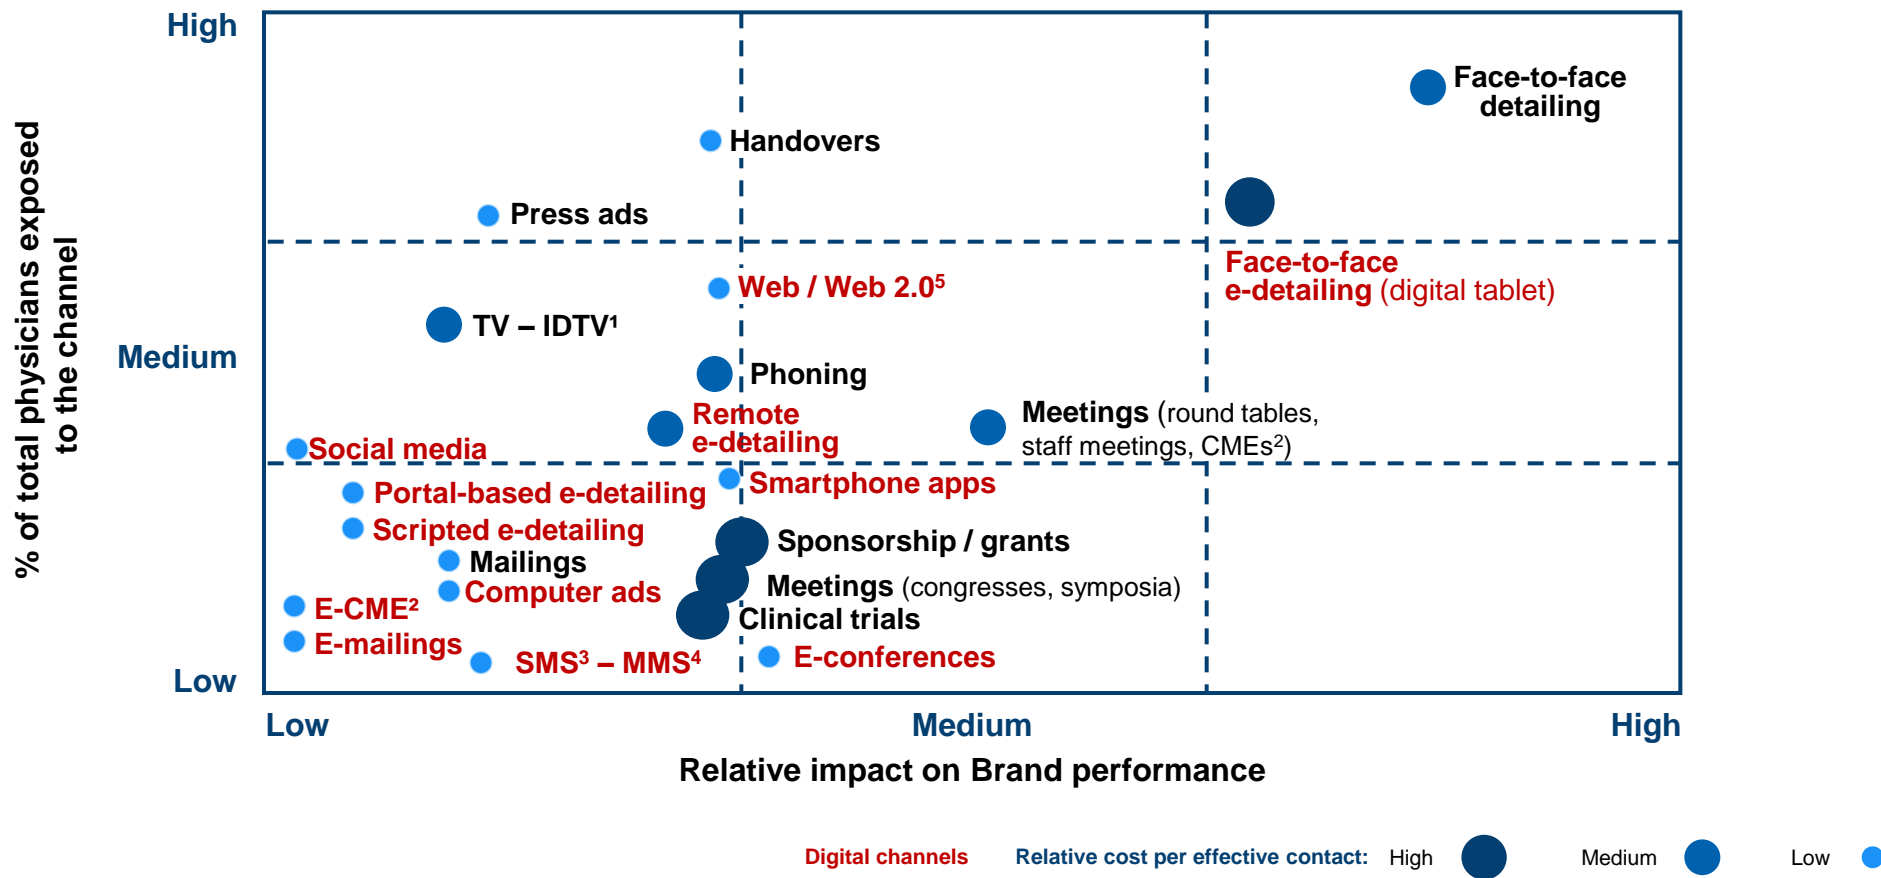 High
Face-to-face
detailing
Handovers
Press ads
% of total physicians exposed
to the channel
Face-to-face
e-detailing (digital tablet)
Web / Web 2.0⁵
TV – IDTV¹
Medium
Phoning
Remote
e-detailing
Meetings (round tables,
staff meetings, CMEs²)
Social media
Smartphone apps
Portal-based e-detailing
Scripted e-detailing
Sponsorship / grants
Mailings
Meetings (congresses, symposia)
Computer ads
E-CME²
Clinical trials
E-mailings
SMS³ – MMS⁴
E-conferences
Low
Low
Medium
High
Relative impact on Brand performance
Digital channels
Relative cost per effective contact: High Medium Low